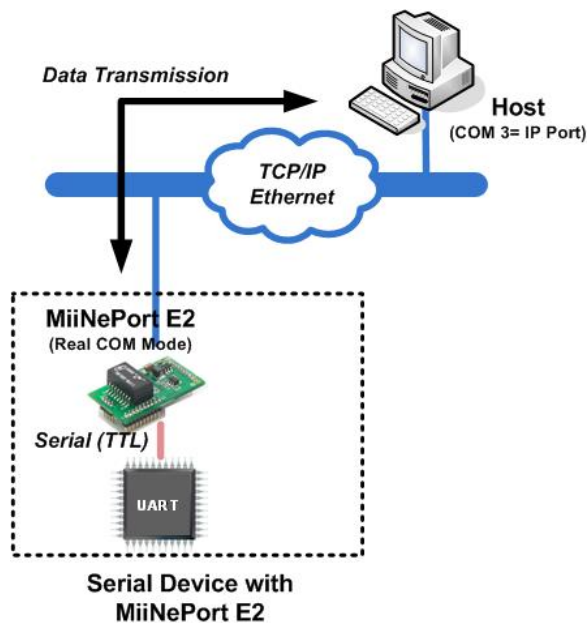 Data Transmission
Host
(COM 3= IP Port)
TCP/IP
Ethernet
MiiNePort E2
(Real COM Mode)
Serial (TTL)
UART
Serial Device with
MiiNePort E2